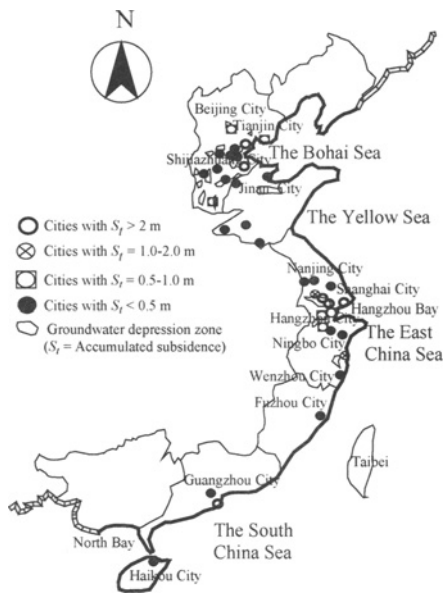 N
Beijing City
Tianjin City
Shijiazhuang City
The Bohai Sea
Jinan City
The Yellow Sea
Cities with St > 2 m
Cities with St = 1.0-2.0 m
Cities with St = 0.5-1.0 m
Cities with St < 0.5 m
Groundwater depression zone
(St = Accumulated subsidence)
Nanjing City
Shanghai City
Hangzhou Bay
Hangzhou City
The East
China Sea
Ningbo City
Wenzhou City
Fuzhou City
Taibei
Guangzhou City
The South
China Sea
North Bay
Haikou City